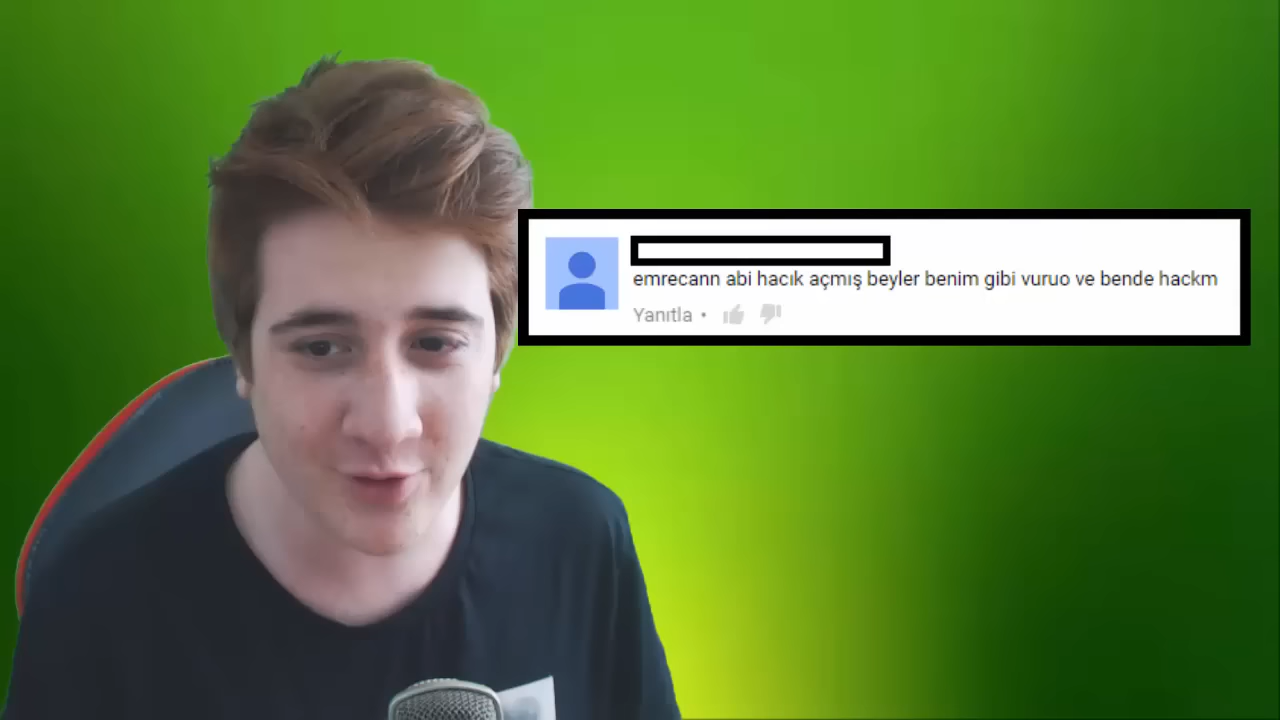 emrecann abi hacık açmış beyler benim gibi vuruo ve bende hackm
Yanıtla •